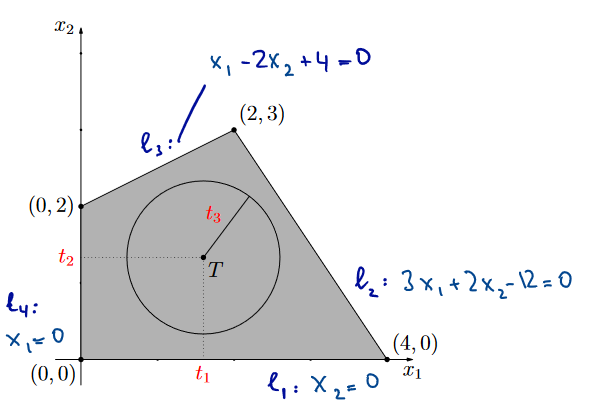 x₂
x₁ - 2x₂ + 4 = 0
(2, 3)
ℓ₃:
(0, 2)
t₃
t₂
T
ℓ₂: 3x₁ + 2x₂ - 12 = 0
ℓ₄:
x₁ = 0
(4, 0)
(0, 0)
t₁
x₁
ℓ₁: x₂ = 0